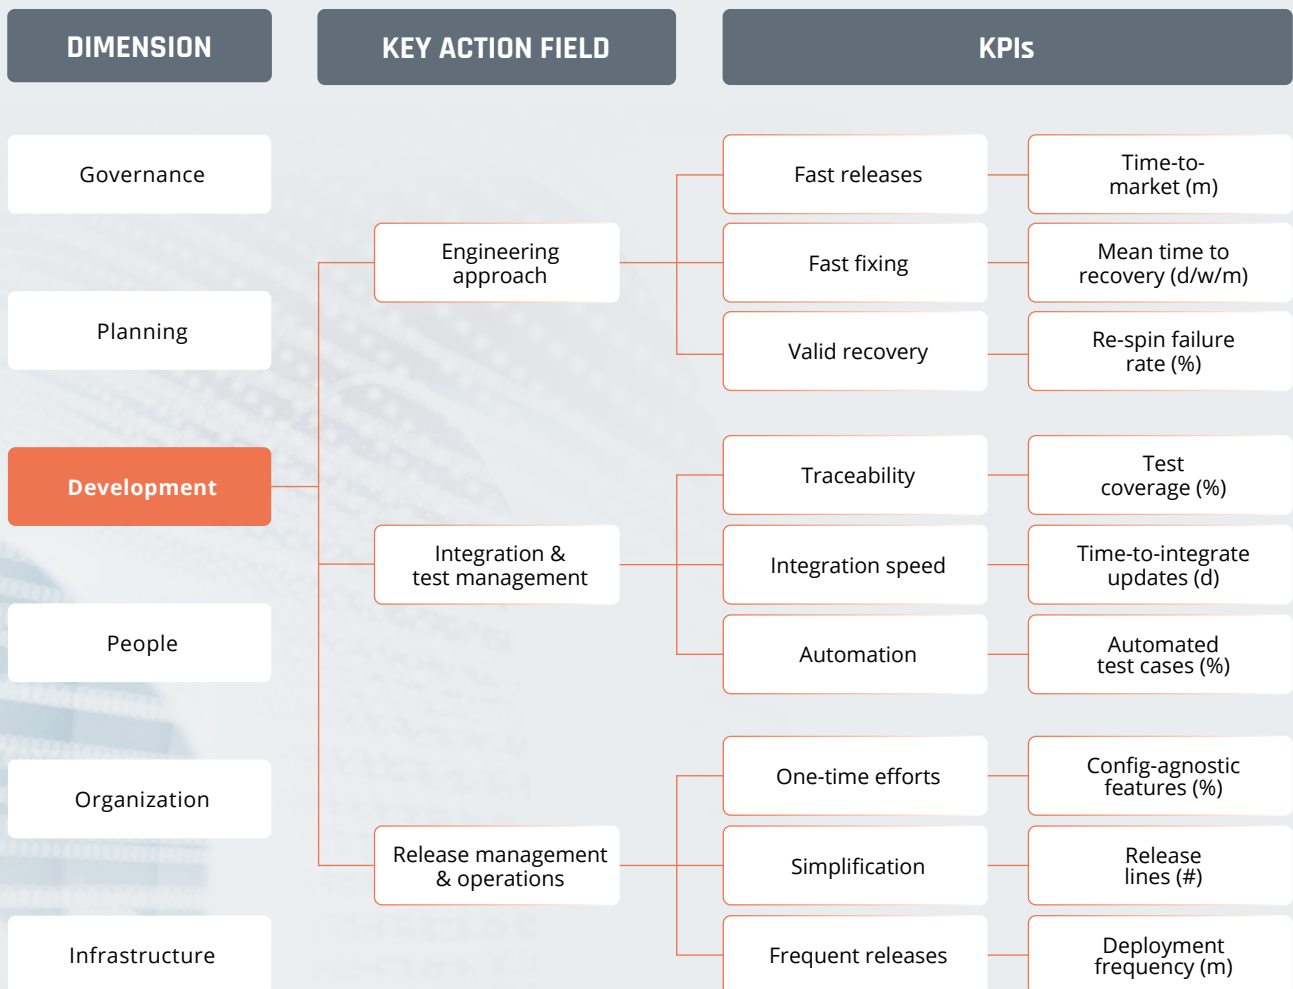 DIMENSION
KEY ACTION FIELD
KPIs
Governance
Planning
Development
People
Organization
Infrastructure
Engineering
approach
Integration &
test management
Release management
& operations
Fast releases
Time-to-
market (m)
Fast fixing
Mean time to
recovery (d/w/m)
Valid recovery
Re-spin failure
rate (%)
Traceability
Test
coverage (%)
Integration speed
Time-to-integrate
updates (d)
Automation
Automated
test cases (%)
One-time efforts
Config-agnostic
features (%)
Simplification
Release
lines (#)
Frequent releases
Deployment
frequency (m)